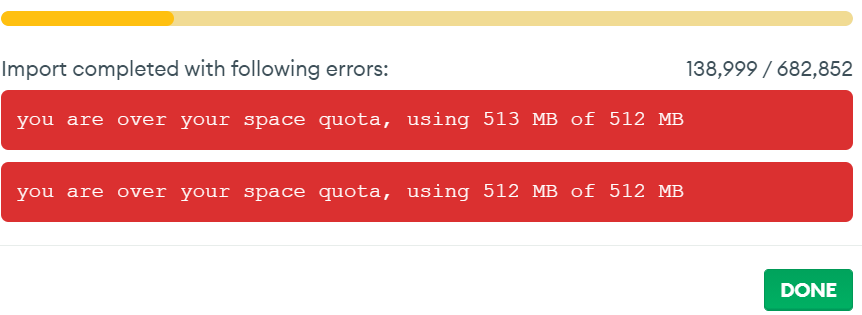 Import completed with following errors: 138,999 / 682,852
you are over your space quota, using 513 MB of 512 MB
you are over your space quota, using 512 MB of 512 MB
DONE